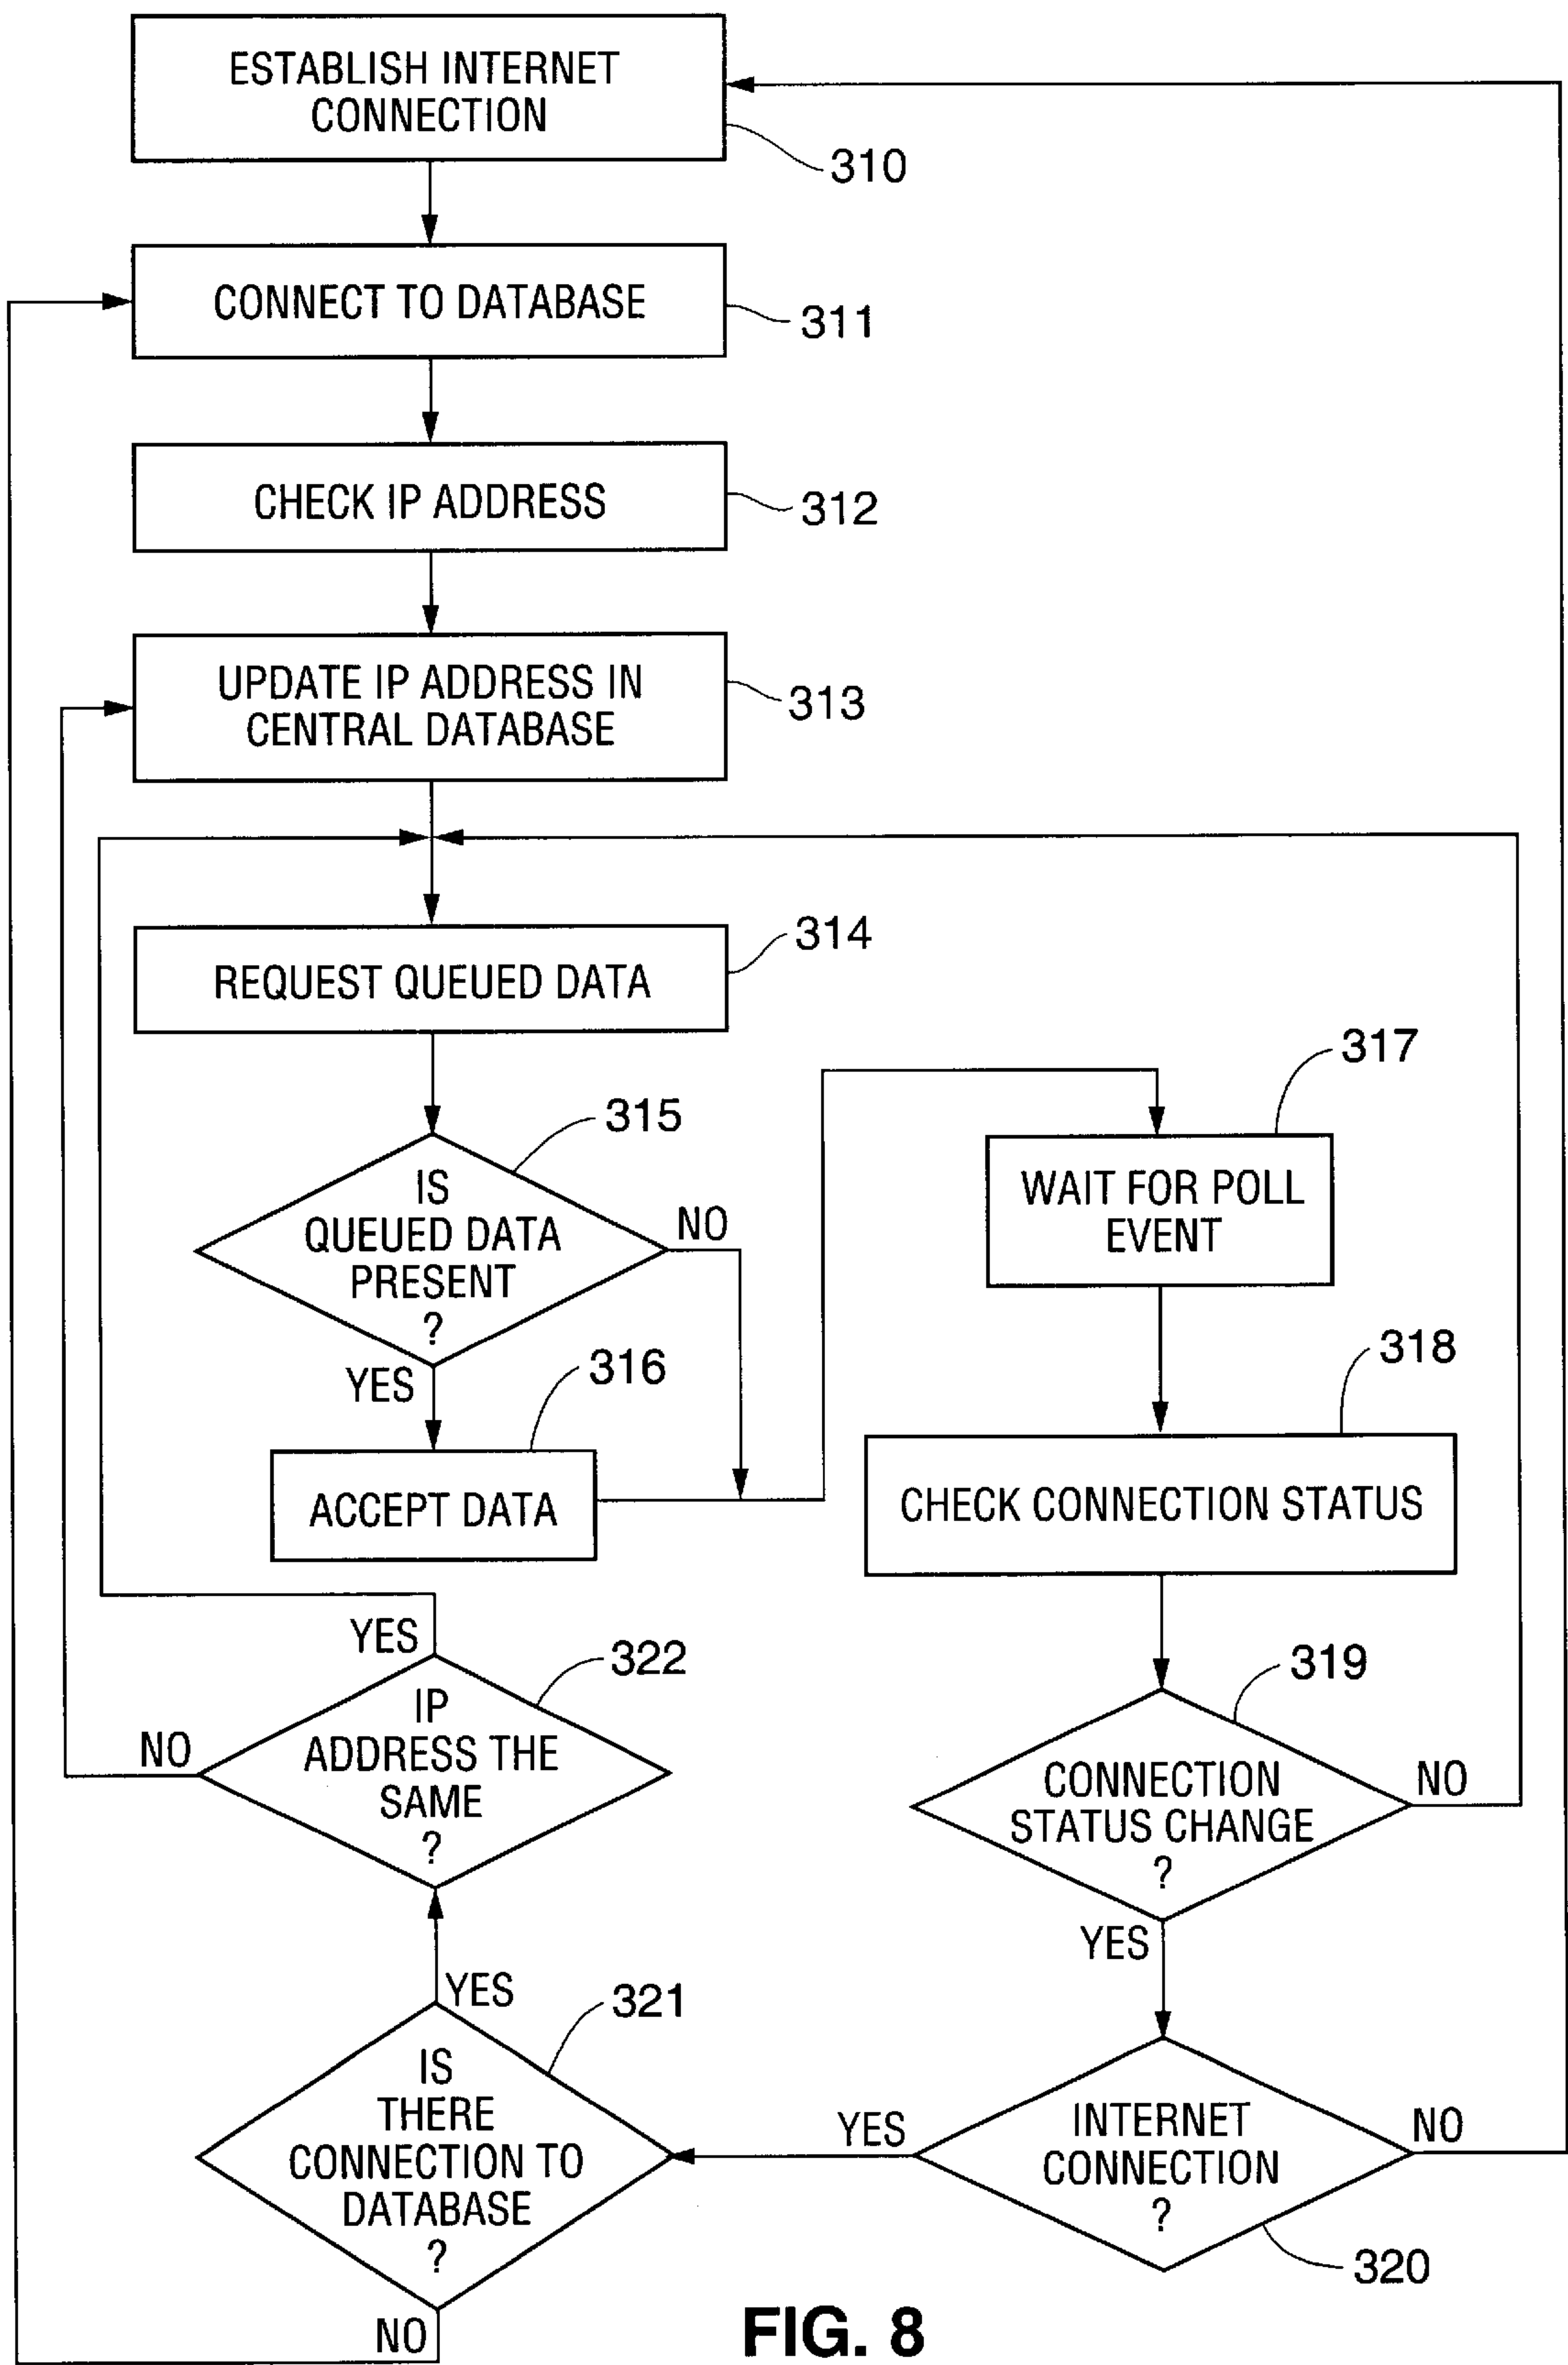 ESTABLISH INTERNET
CONNECTION
310
CONNECT TO DATABASE
311
CHECK IP ADDRESS
312
UPDATE IP ADDRESS IN
CENTRAL DATABASE
313
REQUEST QUEUED DATA
314
IS
QUEUED DATA
PRESENT
?
315
NO
YES
ACCEPT DATA
316
WAIT FOR POLL
EVENT
317
CHECK CONNECTION STATUS
318
CONNECTION
STATUS CHANGE
?
319
NO
YES
INTERNET
CONNECTION
?
320
NO
YES
IS
THERE
CONNECTION TO
DATABASE
?
321
YES
NO
IP
ADDRESS THE
SAME
?
322
YES
NO
FIG. 8